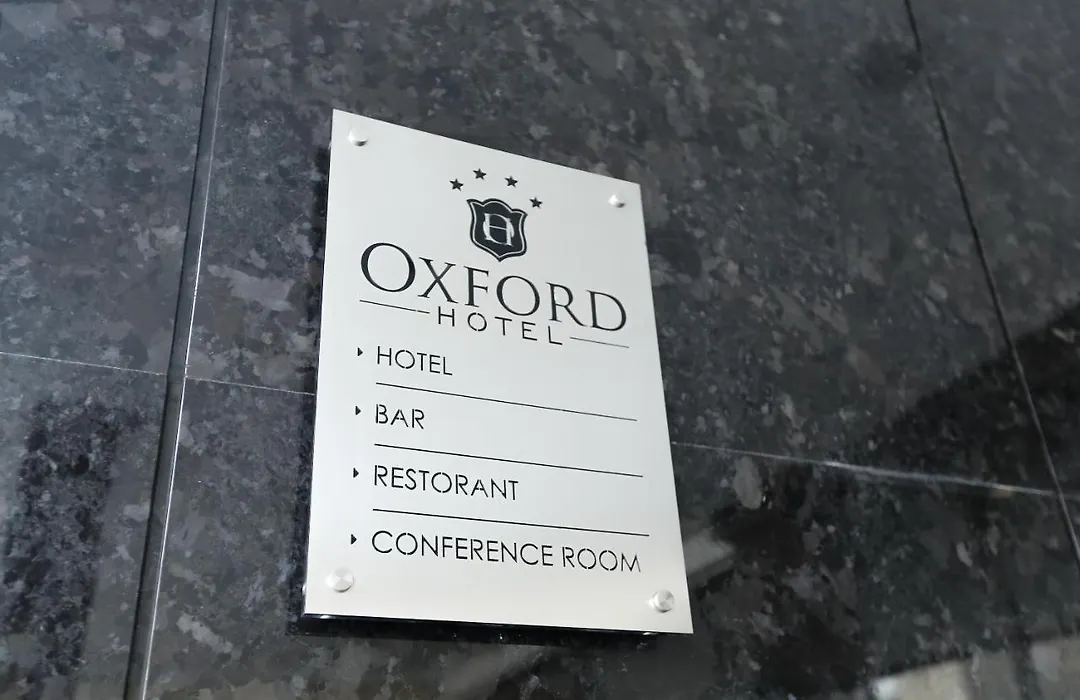 OXFORD
HOTEL
HOTEL
BAR
RESTORANT
CONFERENCE ROOM